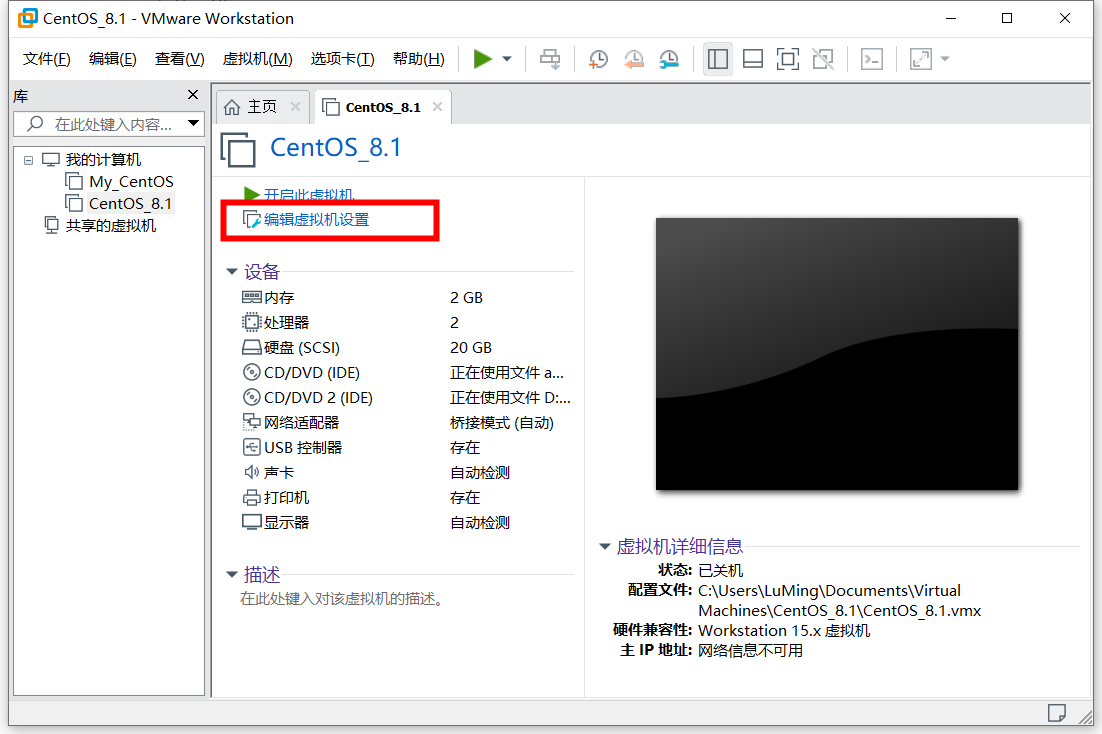 CentOS_8.1 - VMware Workstation
文件(F) 编辑(E) 查看(V) 虚拟机(M) 选项卡(T) 帮助(H)
库
在此处键入内容...
我的计算机
My_CentOS
CentOS_8.1
共享的虚拟机
主页 CentOS_8.1
CentOS_8.1
开启此虚拟机
编辑虚拟机设置
设备
内存 2 GB
处理器 2
硬盘 (SCSI) 20 GB
CD/DVD (IDE) 正在使用文件 a...
CD/DVD 2 (IDE) 正在使用文件 D:...
网络适配器 桥接模式 (自动)
USB 控制器 存在
声卡 自动检测
打印机 存在
显示器 自动检测
描述
在此处键入对该虚拟机的描述。
虚拟机详细信息
状态: 已关机
配置文件: C:\Users\LuMing\Documents\Virtual
Machines\CentOS_8.1\CentOS_8.1.vmx
硬件兼容性: Workstation 15.x 虚拟机
主 IP 地址: 网络信息不可用